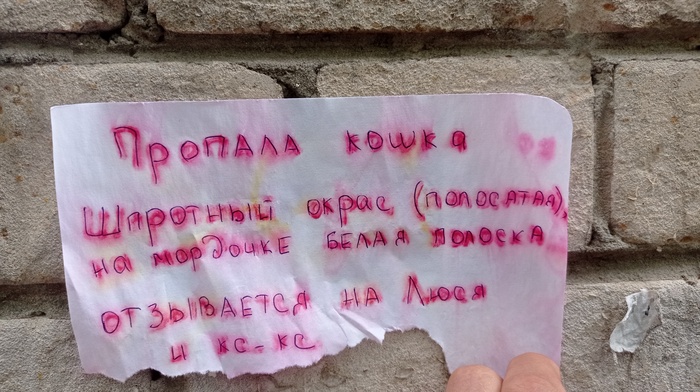 Пропала кошка
Шпротный окрас (полосатая),
на мордочке белая полоска
отзывается на Люся
и кс-кс